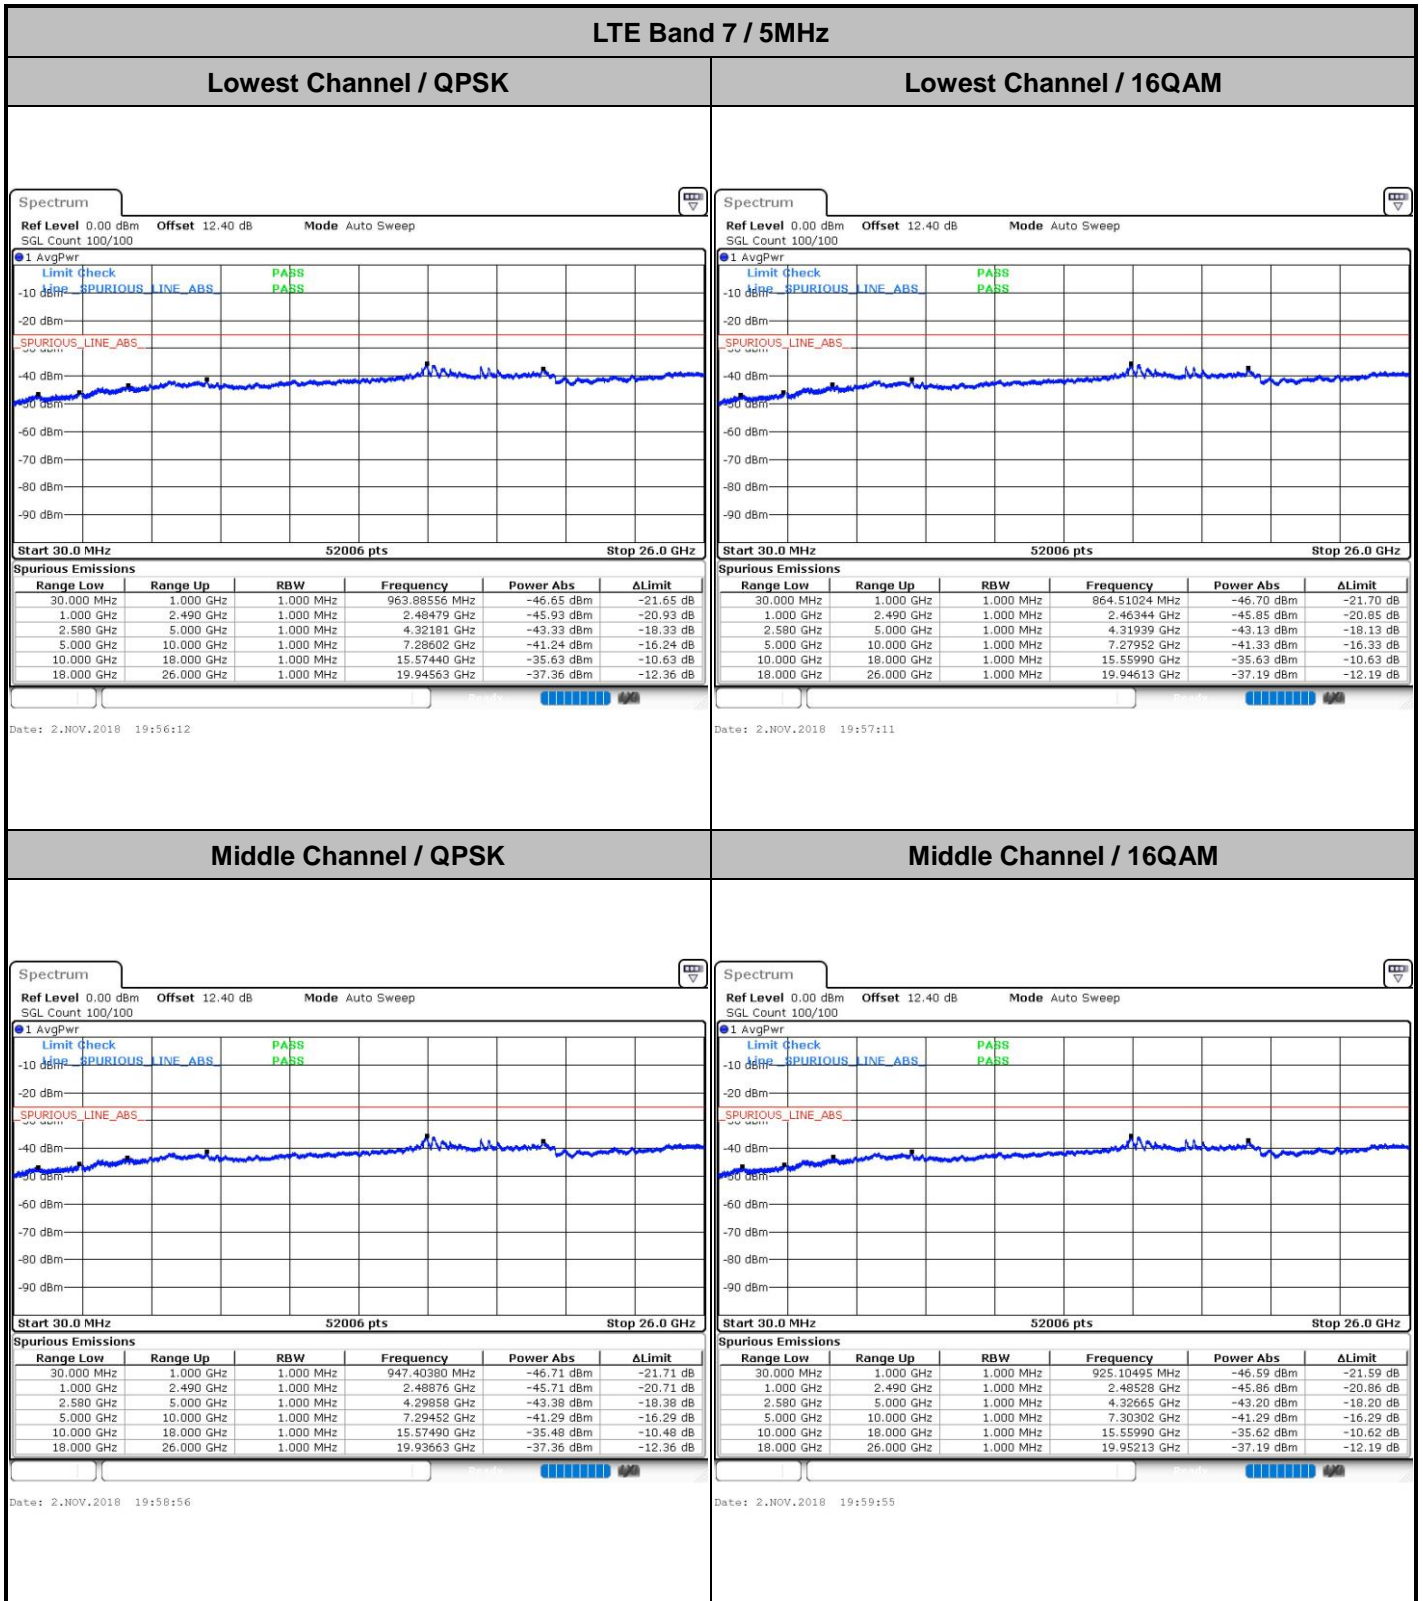 LTE Band 7 / 5MHz
Lowest Channel / QPSK
Lowest Channel / 16QAM
Spectrum
Ref Level 0.00 dBm Offset 12.40 dB Mode Auto Sweep
SGL Count 100/100
1 AvgPwr
Limit Check PASS
Line _SPURIOUS_LINE_ABS_ PASS
-10 dBm
-20 dBm
_SPURIOUS_LINE_ABS_
-30 dBm
-40 dBm
-50 dBm
-60 dBm
-70 dBm
-80 dBm
-90 dBm
Start 30.0 MHz 52006 pts Stop 26.0 GHz
Spurious Emissions
Range Low Range Up RBW Frequency Power Abs ΔLimit
30.000 MHz 1.000 GHz 1.000 MHz 963.88556 MHz -46.65 dBm -21.65 dB
1.000 GHz 2.490 GHz 1.000 MHz 2.48479 GHz -45.93 dBm -20.93 dB
2.580 GHz 5.000 GHz 1.000 MHz 4.32181 GHz -43.33 dBm -18.33 dB
5.000 GHz 10.000 GHz 1.000 MHz 7.28602 GHz -41.24 dBm -16.24 dB
10.000 GHz 18.000 GHz 1.000 MHz 15.57440 GHz -35.63 dBm -10.63 dB
18.000 GHz 26.000 GHz 1.000 MHz 19.94563 GHz -37.36 dBm -12.36 dB
Date: 2.NOV.2018 19:56:12
Spectrum
Ref Level 0.00 dBm Offset 12.40 dB Mode Auto Sweep
SGL Count 100/100
1 AvgPwr
Limit Check PASS
Line _SPURIOUS_LINE_ABS_ PASS
-10 dBm
-20 dBm
_SPURIOUS_LINE_ABS_
-30 dBm
-40 dBm
-50 dBm
-60 dBm
-70 dBm
-80 dBm
-90 dBm
Start 30.0 MHz 52006 pts Stop 26.0 GHz
Spurious Emissions
Range Low Range Up RBW Frequency Power Abs ΔLimit
30.000 MHz 1.000 GHz 1.000 MHz 864.51024 MHz -46.70 dBm -21.70 dB
1.000 GHz 2.490 GHz 1.000 MHz 2.46344 GHz -45.85 dBm -20.85 dB
2.580 GHz 5.000 GHz 1.000 MHz 4.31939 GHz -43.13 dBm -18.13 dB
5.000 GHz 10.000 GHz 1.000 MHz 7.27952 GHz -41.33 dBm -16.33 dB
10.000 GHz 18.000 GHz 1.000 MHz 15.55990 GHz -35.63 dBm -10.63 dB
18.000 GHz 26.000 GHz 1.000 MHz 19.94613 GHz -37.19 dBm -12.19 dB
Date: 2.NOV.2018 19:57:11
Middle Channel / QPSK
Middle Channel / 16QAM
Spectrum
Ref Level 0.00 dBm Offset 12.40 dB Mode Auto Sweep
SGL Count 100/100
1 AvgPwr
Limit Check PASS
Line _SPURIOUS_LINE_ABS_ PASS
-10 dBm
-20 dBm
_SPURIOUS_LINE_ABS_
-30 dBm
-40 dBm
-50 dBm
-60 dBm
-70 dBm
-80 dBm
-90 dBm
Start 30.0 MHz 52006 pts Stop 26.0 GHz
Spurious Emissions
Range Low Range Up RBW Frequency Power Abs ΔLimit
30.000 MHz 1.000 GHz 1.000 MHz 947.40380 MHz -46.71 dBm -21.71 dB
1.000 GHz 2.490 GHz 1.000 MHz 2.48876 GHz -45.71 dBm -20.71 dB
2.580 GHz 5.000 GHz 1.000 MHz 4.29858 GHz -43.38 dBm -18.38 dB
5.000 GHz 10.000 GHz 1.000 MHz 7.29452 GHz -41.29 dBm -16.29 dB
10.000 GHz 18.000 GHz 1.000 MHz 15.57490 GHz -35.48 dBm -10.48 dB
18.000 GHz 26.000 GHz 1.000 MHz 19.93663 GHz -37.36 dBm -12.36 dB
Date: 2.NOV.2018 19:58:56
Spectrum
Ref Level 0.00 dBm Offset 12.40 dB Mode Auto Sweep
SGL Count 100/100
1 AvgPwr
Limit Check PASS
Line _SPURIOUS_LINE_ABS_ PASS
-10 dBm
-20 dBm
_SPURIOUS_LINE_ABS_
-30 dBm
-40 dBm
-50 dBm
-60 dBm
-70 dBm
-80 dBm
-90 dBm
Start 30.0 MHz 52006 pts Stop 26.0 GHz
Spurious Emissions
Range Low Range Up RBW Frequency Power Abs ΔLimit
30.000 MHz 1.000 GHz 1.000 MHz 925.10495 MHz -46.59 dBm -21.59 dB
1.000 GHz 2.490 GHz 1.000 MHz 2.48528 GHz -45.86 dBm -20.86 dB
2.580 GHz 5.000 GHz 1.000 MHz 4.32665 GHz -43.20 dBm -18.20 dB
5.000 GHz 10.000 GHz 1.000 MHz 7.30302 GHz -41.29 dBm -16.29 dB
10.000 GHz 18.000 GHz 1.000 MHz 15.55990 GHz -35.62 dBm -10.62 dB
18.000 GHz 26.000 GHz 1.000 MHz 19.95213 GHz -37.19 dBm -12.19 dB
Date: 2.NOV.2018 19:59:55